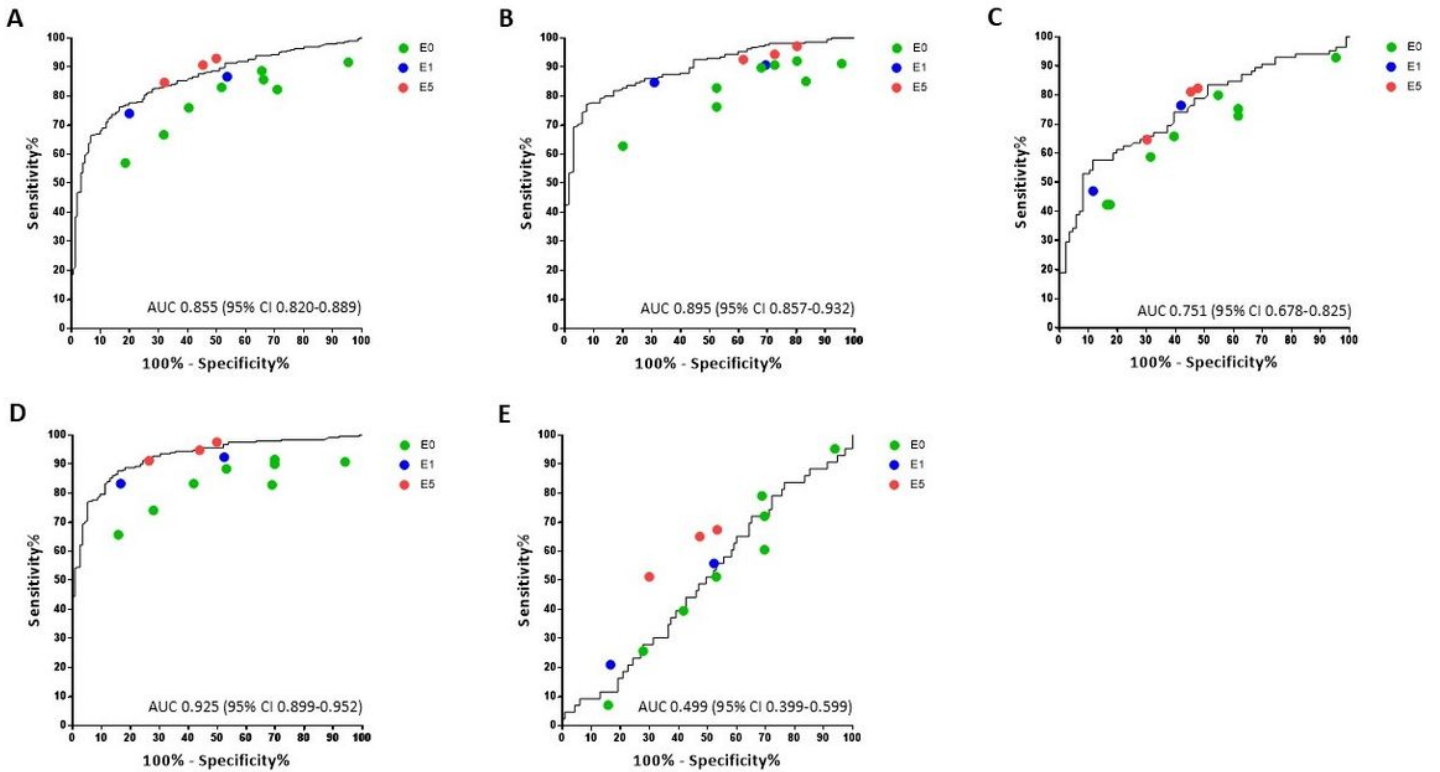 A
Sensitivity%
100
90
80
70
60
50
40
30
20
10
0
0 10 20 30 40 50 60 70 80 90 100
100% - Specificity%
AUC 0.855 (95% CI 0.820-0.889)
E0
E1
E5
B
Sensitivity%
100
90
80
70
60
50
40
30
20
10
0
0 10 20 30 40 50 60 70 80 90 100
100% - Specificity%
AUC 0.895 (95% CI 0.857-0.932)
E0
E1
E5
C
Sensitivity%
100
90
80
70
60
50
40
30
20
10
0
0 10 20 30 40 50 60 70 80 90 100
100% - Specificity%
AUC 0.751 (95% CI 0.678-0.825)
E0
E1
E5
D
Sensitivity%
100
90
80
70
60
50
40
30
20
10
0
0 10 20 30 40 50 60 70 80 90 100
100% - Specificity%
AUC 0.925 (95% CI 0.899-0.952)
E0
E1
E5
E
Sensitivity%
100
90
80
70
60
50
40
30
20
10
0
0 10 20 30 40 50 60 70 80 90 100
100% - Specificity%
AUC 0.499 (95% CI 0.399-0.599)
E0
E1
E5